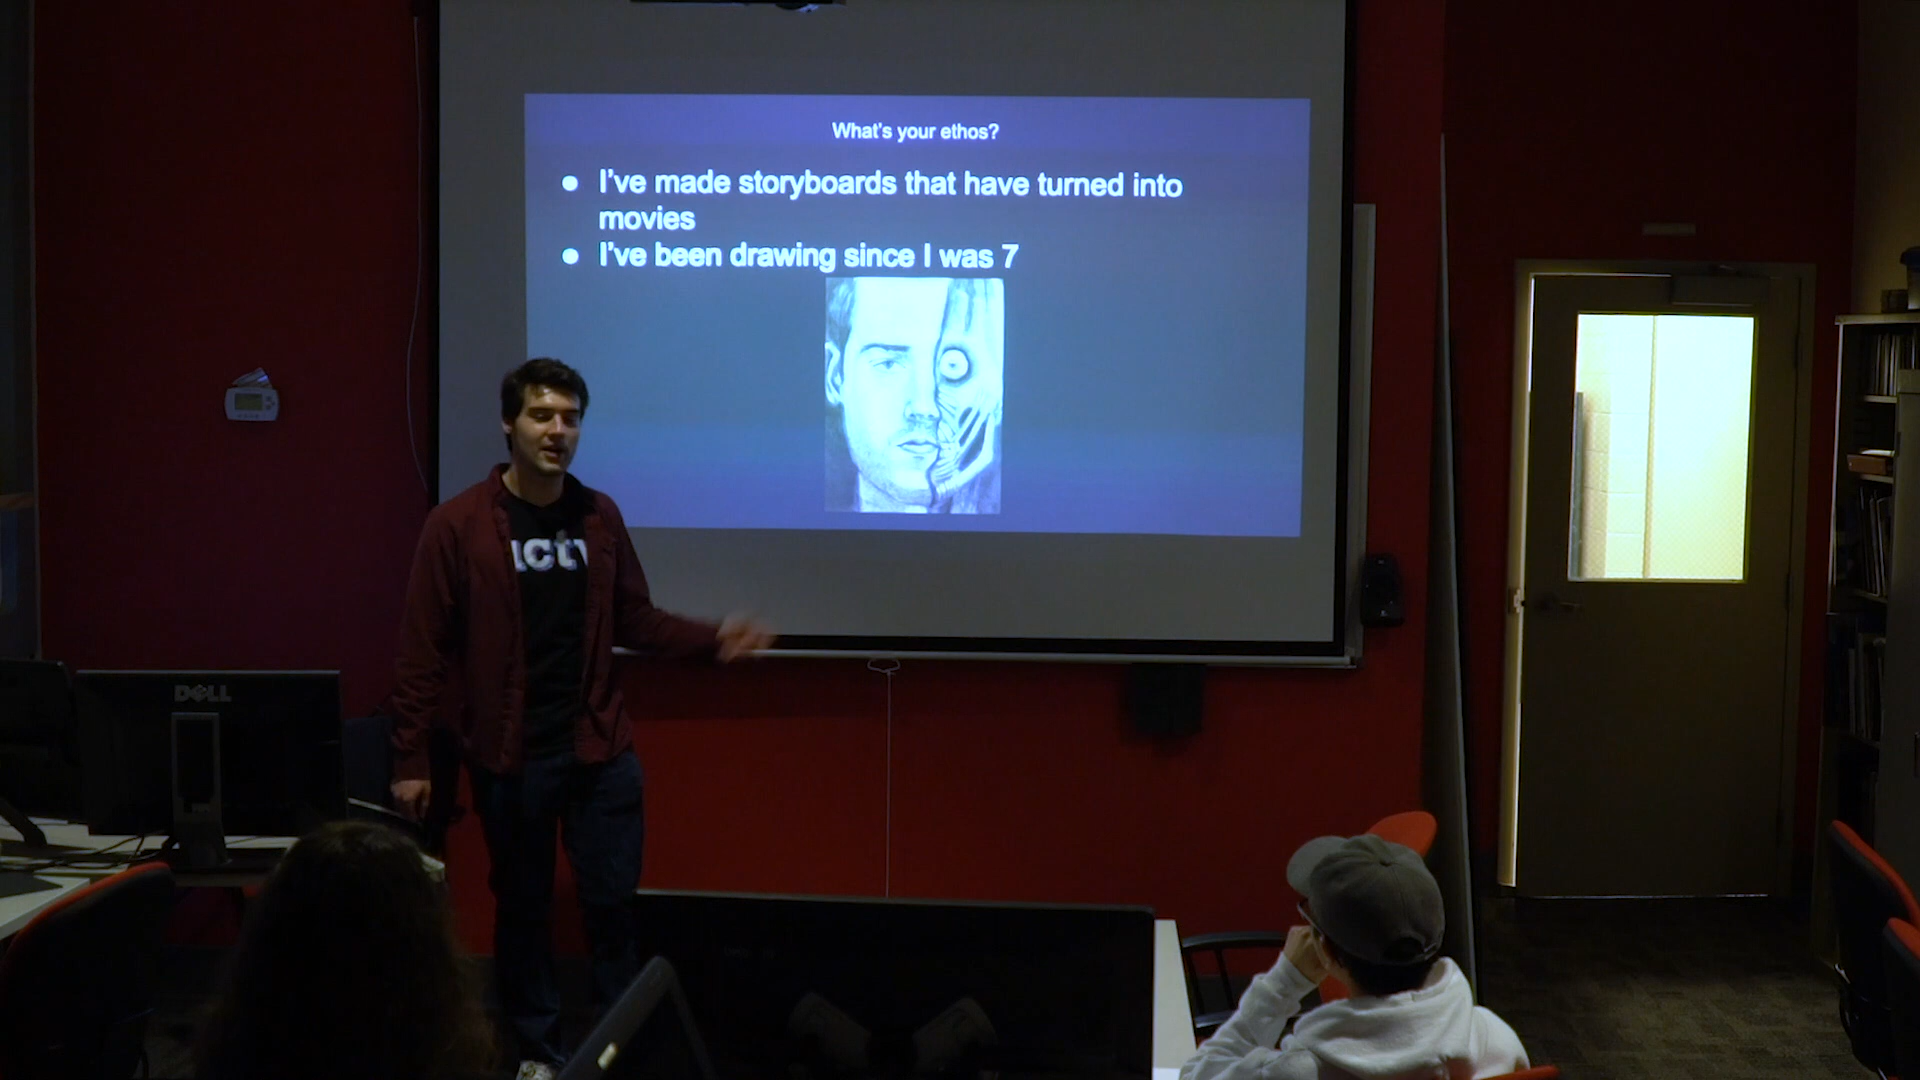 What's your ethos?
● I've made storyboards that have turned into
movies
● I've been drawing since I was 7
DELL